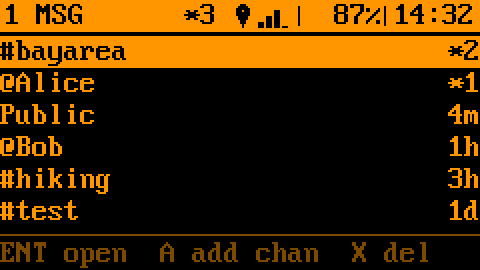 1 MSG *3 87% 14:32
#bayarea *2
@Alice *1
Public 4m
@Bob 1h
#hiking 3h
#test 1d
ENT open A add chan X del